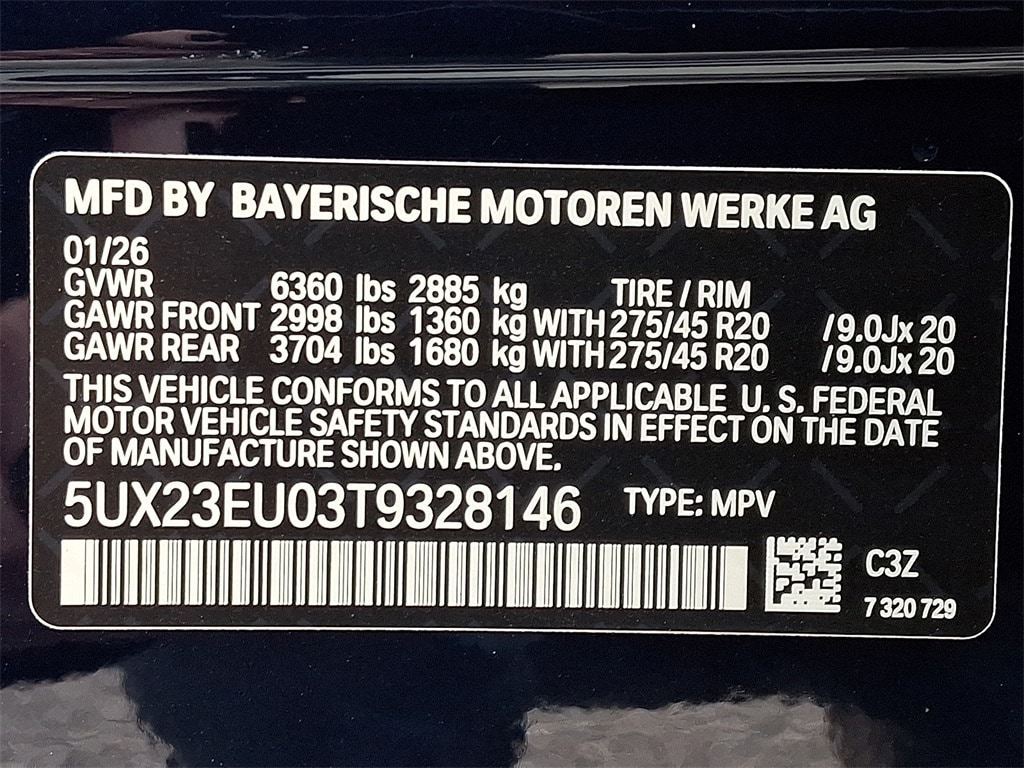 MFD BY BAYERISCHE MOTOREN WERKE AG
01/26
GVWR 6360 lbs 2885 kg TIRE / RIM
GAWR FRONT 2998 lbs 1360 kg WITH 275/45 R20 /9.0Jx 20
GAWR REAR 3704 lbs 1680 kg WITH 275/45 R20 /9.0Jx 20
THIS VEHICLE CONFORMS TO ALL APPLICABLE U. S. FEDERAL
MOTOR VEHICLE SAFETY STANDARDS IN EFFECT ON THE DATE
OF MANUFACTURE SHOWN ABOVE.
5UX23EU03T9328146 TYPE: MPV
C3Z
7 320 729